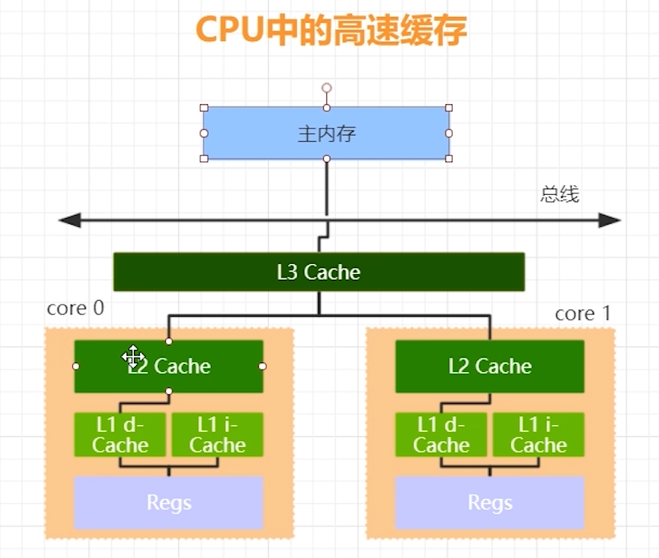 CPU中的高速缓存
主内存
总线
L3 Cache
core 0
core 1
L2 Cache
L2 Cache
L1 d-
Cache
L1 i-
Cache
L1 d-
Cache
L1 i-
Cache
Regs
Regs